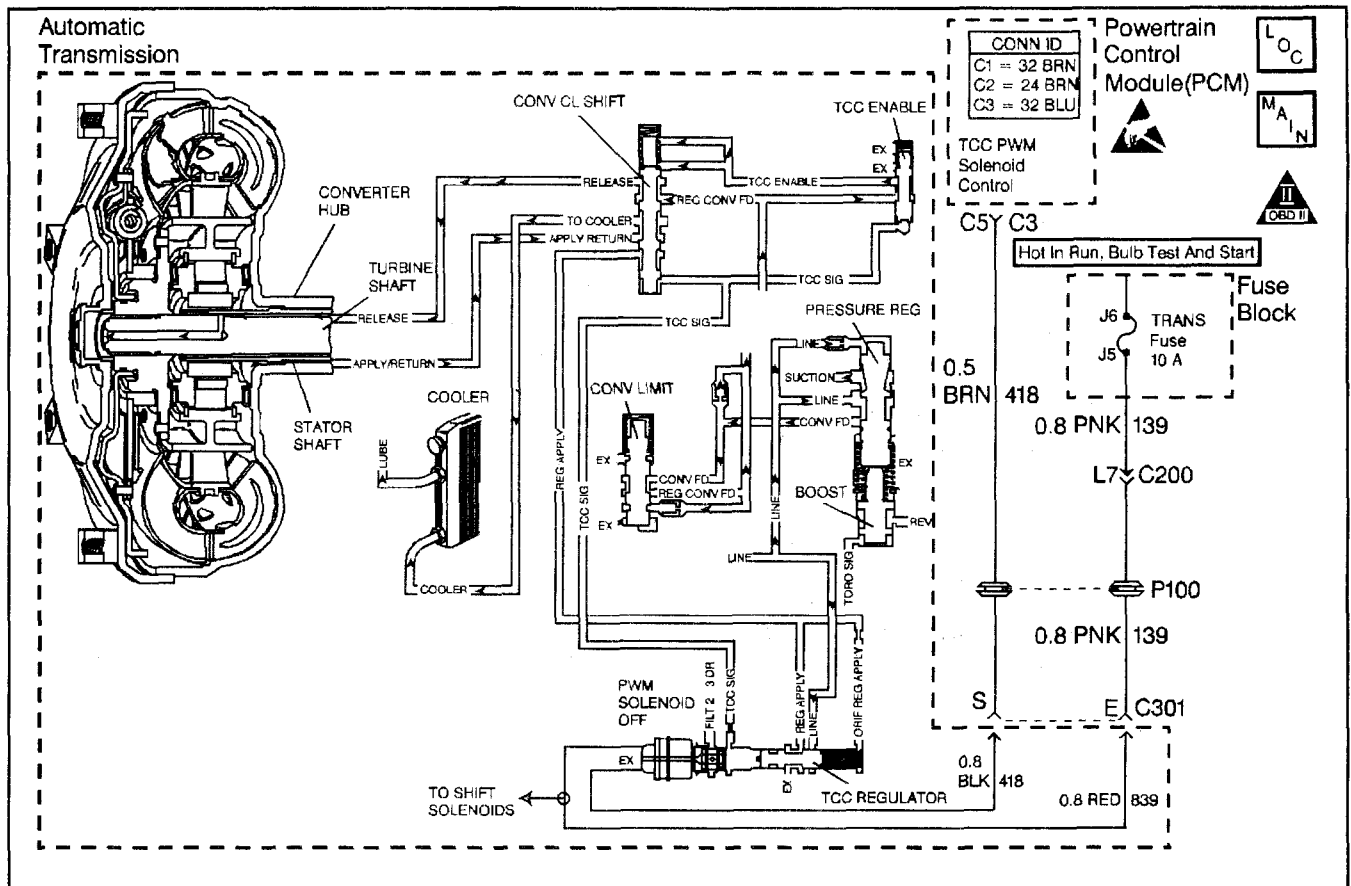 Automatic
Transmission
CONN ID
C1 = 32 BRN
C2 = 24 BRN
C3 = 32 BLU
TCC PWM
Solenoid
Control
Powertrain
Control
Module(PCM)
LOC
MAIN
II
OBD II
C5 C3
Hot In Run, Bulb Test And Start
Fuse
Block
J6
J5
TRANS
Fuse
10 A
0.5
BRN 418
0.8 PNK 139
L7 C200
P100
0.8 PNK 139
S
E C301
0.8
BLK 418
0.8 RED 839
CONV CL SHIFT
TCC ENABLE
EX
EX
RELEASE
TCC ENABLE
REG CONV FD
TO COOLER
APPLY RETURN
TCC SIG
TCC SIG
CONVERTER
HUB
TURBINE
SHAFT
RELEASE
APPLY/RETURN
STATOR
SHAFT
PRESSURE REG
LINE
SUCTION
LINE
CONV FD
EX
BOOST
REV
TORO SIG
CONV LIMIT
EX
CONV FD
REG CONV FD
EX
LINE
LINE
COOLER
LUBE
COOLER
REG APPLY
TCC SIG
PWM
SOLENOID
OFF
FILT 2 3 DR
TCC SIG
REG APPLY
LINE
ORIF REG APPLY
EX
EX
TCC REGULATOR
TO SHIFT
SOLENOIDS